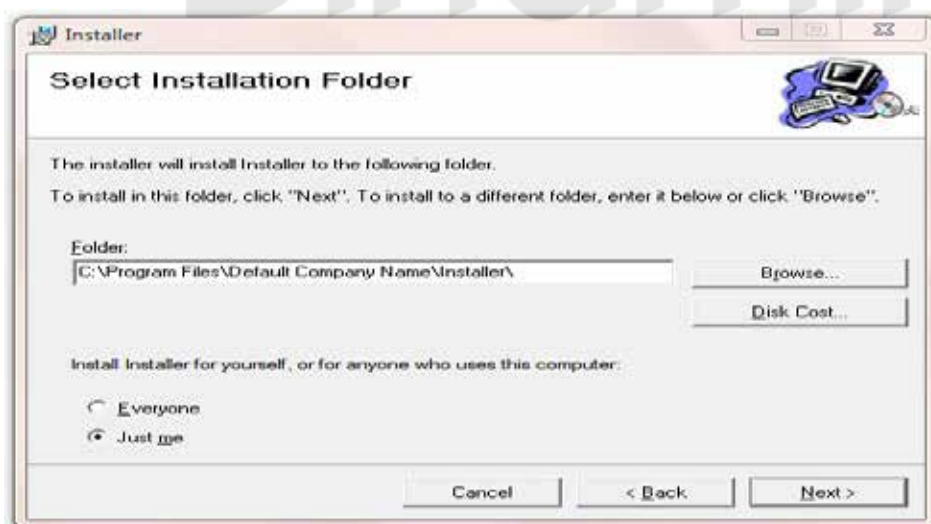 Installer
Select Installation Folder
The installer will install Installer to the following folder.
To install in this folder, click "Next". To install to a different folder, enter it below or click "Browse".
Folder:
C:\Program Files\Default Company Name\Installer\
Browse...
Disk Cost...
Install Installer for yourself, or for anyone who uses this computer:
Everyone
Just me
Cancel
< Back
Next >